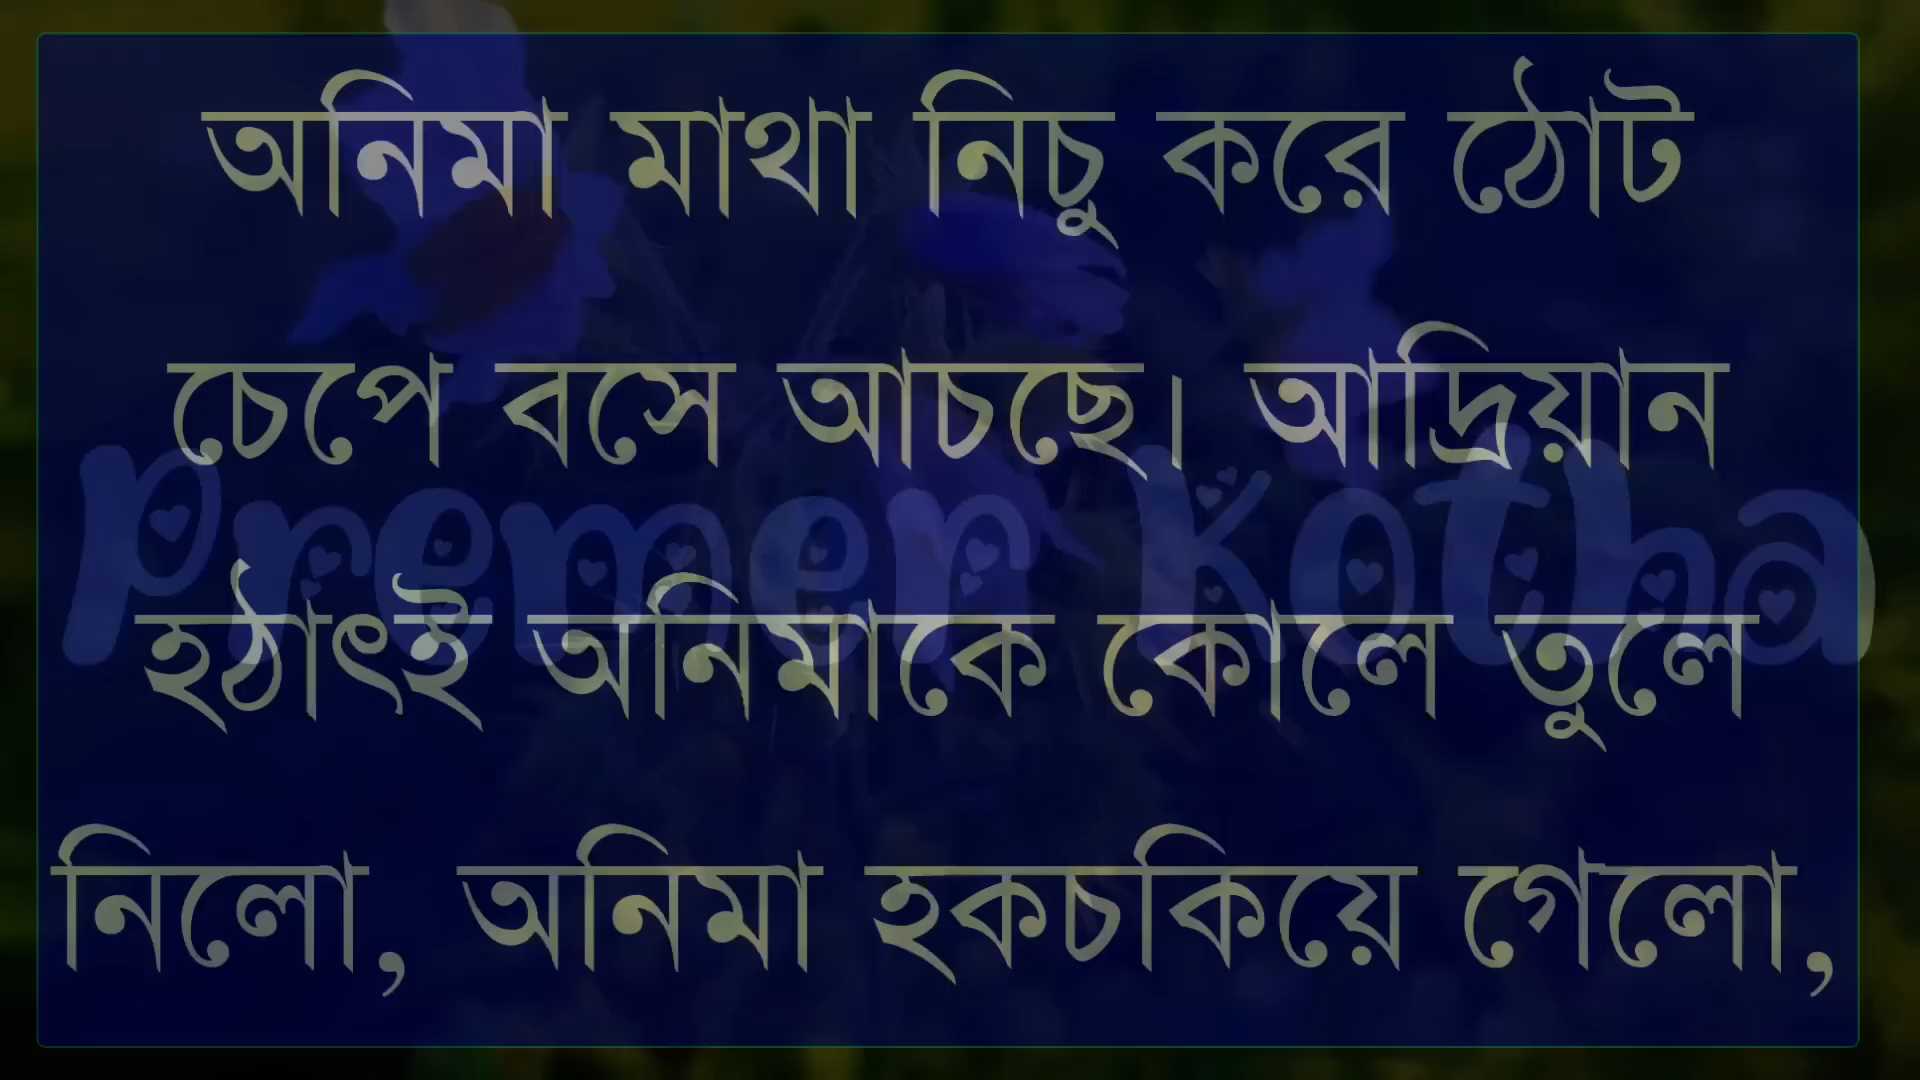 অনিমা মাথা নিচু করে ঠোট
চেপে বসে আচছে। আদ্রিয়ান
Premer Kotha
হঠাৎই অনিমাকে কোলে তুলে
নিলো, অনিমা হকচকিয়ে গেলো,